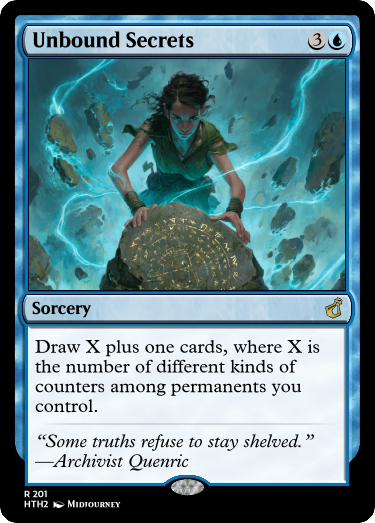 Unbound Secrets 3
Sorcery
Draw X plus one cards, where X is
the number of different kinds of
counters among permanents you
control.
“Some truths refuse to stay shelved.”
—Archivist Quenric
R 201
HTH2 Midjourney